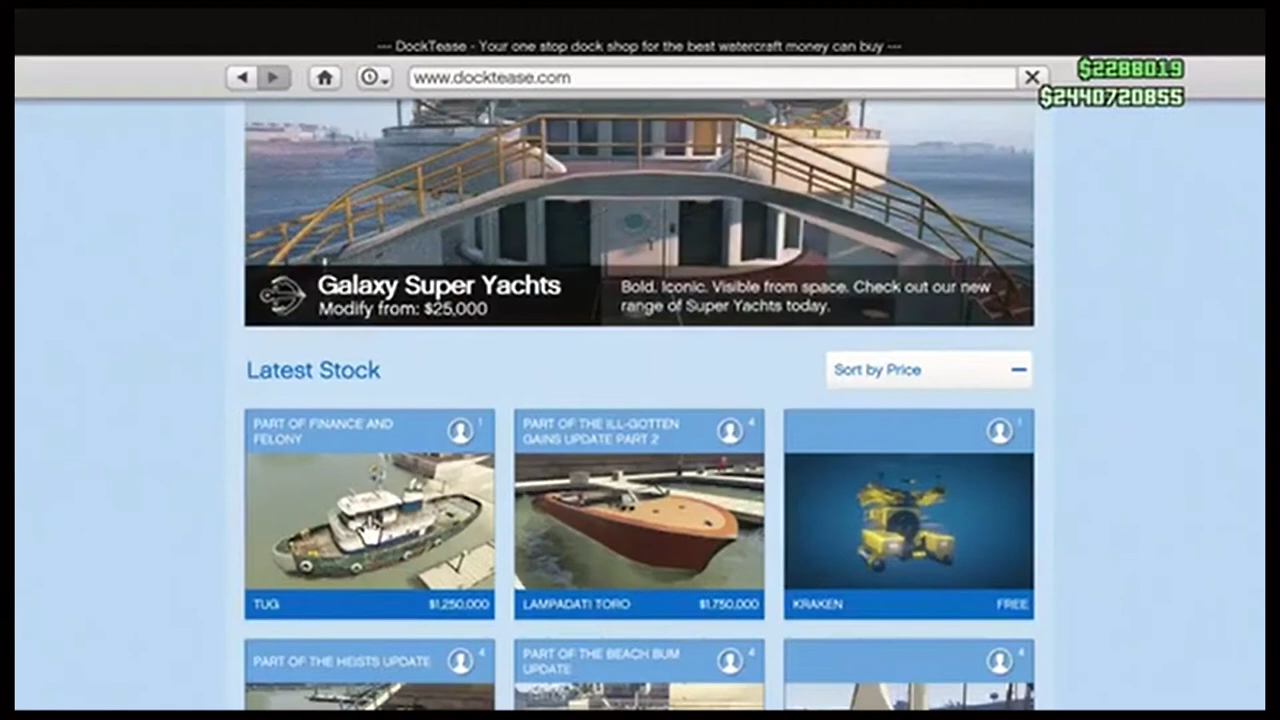 --- DockTease - Your one stop dock shop for the best watercraft money can buy ---
www.docktease.com
$2288019
$2440720855
Galaxy Super Yachts
Modify from: $25,000
Bold. Iconic. Visible from space. Check out our new
range of Super Yachts today.
Latest Stock
Sort by Price
PART OF FINANCE AND
FELONY
1
TUG
$1,250,000
PART OF THE ILL-GOTTEN
GAINS UPDATE PART 2
4
LAMPADATI TORO
$1,750,000
1
KRAKEN
FREE
PART OF THE HEISTS UPDATE
4
PART OF THE BEACH BUM
UPDATE
4
4